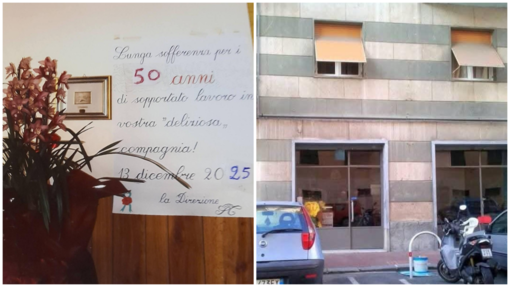 Lunga sofferenza per i
50 anni
di sopportato lavoro in
vostra "deliziosa„
compagnia!
13 dicembre 2025
la Direzione